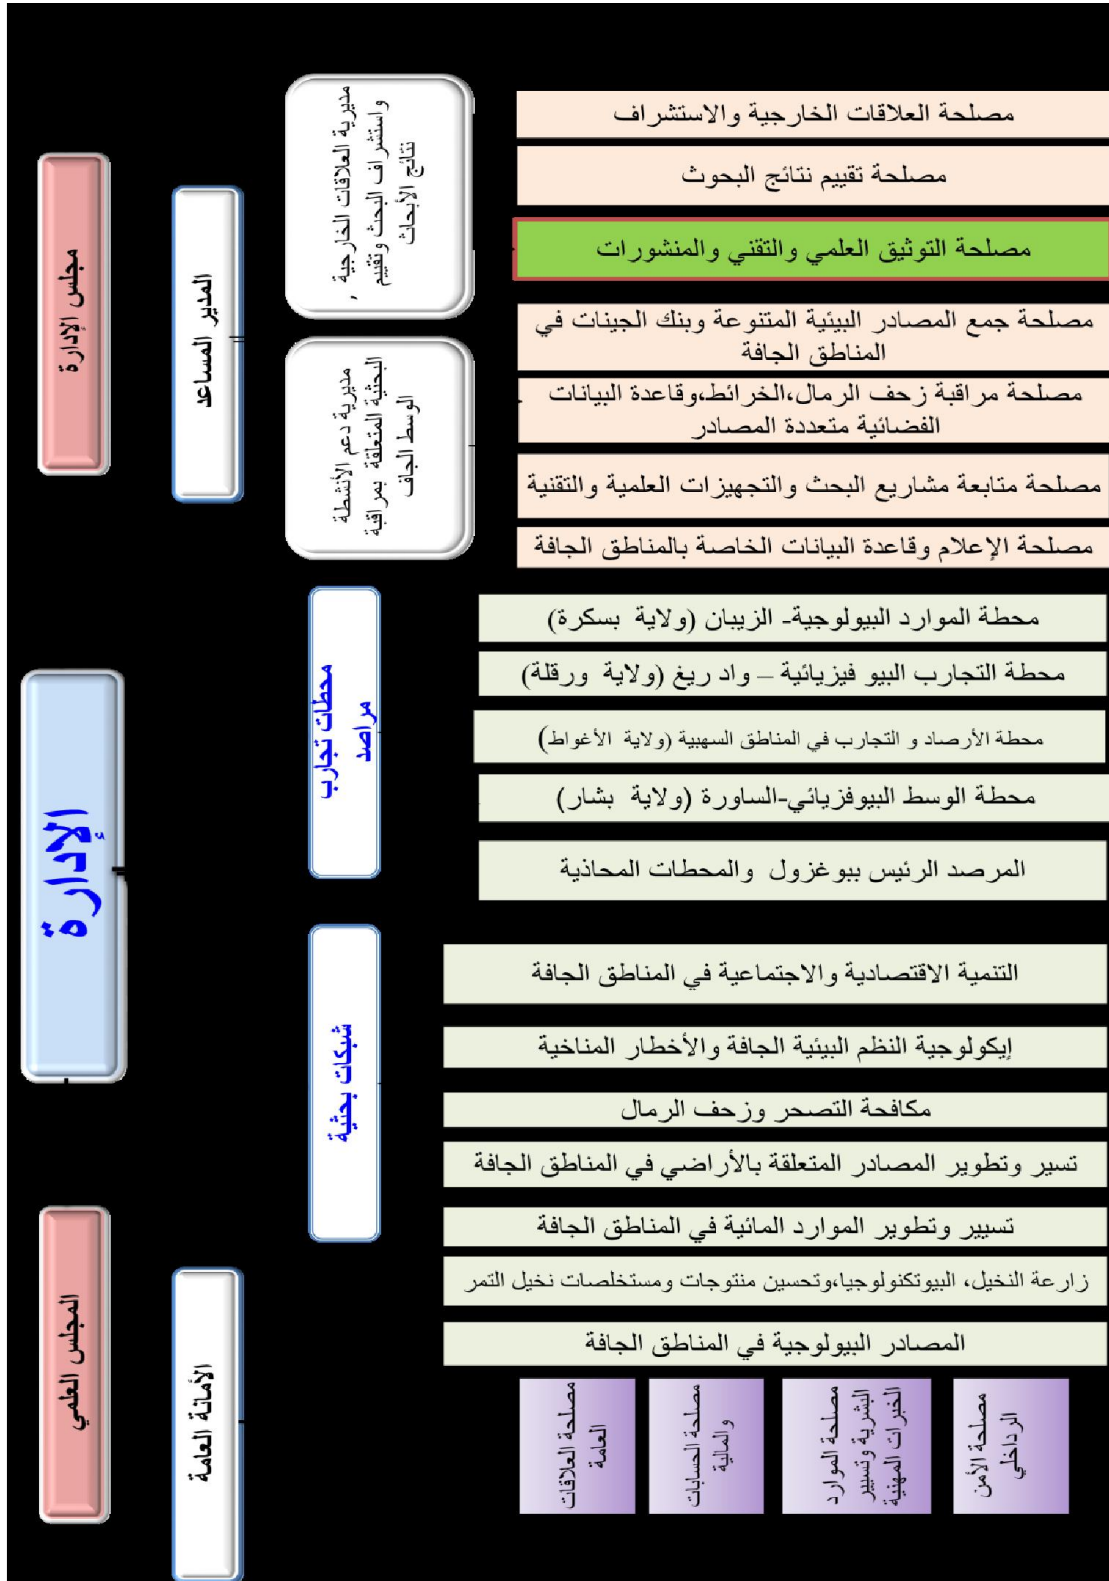 مجلس الإدارة
الإدارة
المجلس العلمي
المدير المساعد
الأمانة العامة
مديرية العلاقات الخارجية ,
واستشراف البحث وتقييم
نتائج الأبحاث
مديرية دعم الأنشطة
البحثية المتعلقة بمراقبة
الوسط الجاف
محطات تجارب
مراصد
شبكات بحثية
مصلحة العلاقات الخارجية والاستشراف
مصلحة تقييم نتائج البحوث
مصلحة التوثيق العلمي والتقني والمنشورات
مصلحة جمع المصادر البيئية المتنوعة وبنك الجينات في
المناطق الجافة
مصلحة مراقبة زحف الرمال،الخرائط،وقاعدة البيانات
الفضائية متعددة المصادر
مصلحة متابعة مشاريع البحث والتجهيزات العلمية والتقنية
مصلحة الإعلام وقاعدة البيانات الخاصة بالمناطق الجافة
محطة الموارد البيولوجية- الزيبان (ولاية بسكرة)
محطة التجارب البيو فيزيائية – واد ريغ (ولاية ورقلة)
محطة الأرصاد و التجارب في المناطق السهبية (ولاية الأغواط)
محطة الوسط البيوفزيائي-الساورة (ولاية بشار)
المرصد الرئيس ببوغزول والمحطات المحاذية
التنمية الاقتصادية والاجتماعية في المناطق الجافة
إيكولوجية النظم البيئية الجافة والأخطار المناخية
مكافحة التصحر وزحف الرمال
تسير وتطوير المصادر المتعلقة بالأراضي في المناطق الجافة
تسيير وتطوير الموارد المائية في المناطق الجافة
زارعة النخيل، البيوتكنولوجيا،وتحسين منتوجات ومستخلصات نخيل التمر
المصادر البيولوجية في المناطق الجافة
مصلحة العلاقات
العامة
مصلحة الحسابات
والمالية
مصلحة الموارد
البشرية وتسيير
الخبرات المهنية
مصلحة الأمن
الرداخلي